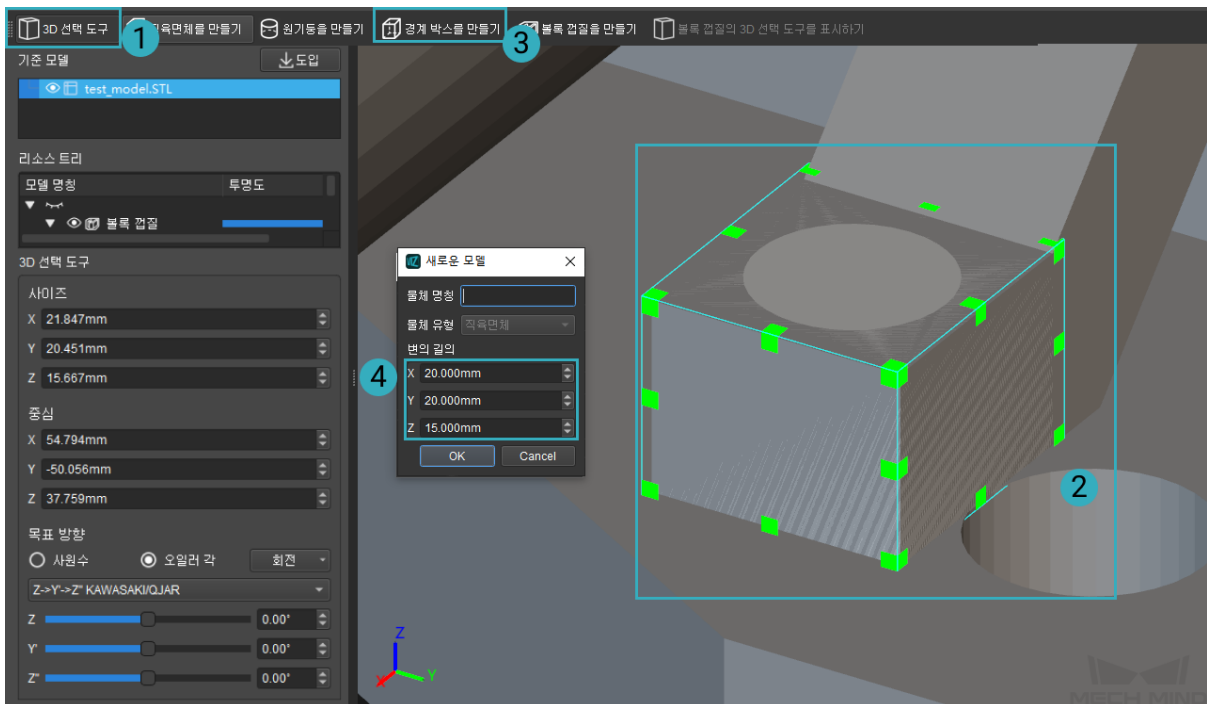 3D 선택 도구 1 직육면체를 만들기 원기둥을 만들기 경계 박스를 만들기 3 볼록 껍질을 만들기 볼록 껍질의 3D 선택 도구를 표시하기
기준 모델 도입
test_model.STL
리소스 트리
모델 명칭 투명도
볼록 껍질
3D 선택 도구
사이즈
X 21.847mm
Y 20.451mm
Z 15.667mm
중심
X 54.794mm
Y -50.056mm
Z 37.759mm
목표 방향
사원수 오일러 각 회전
Z->Y'->Z" KAWASAKI/QJAR
Z 0.00°
Y' 0.00°
Z" 0.00°
새로운 모델
물체 명칭
물체 유형 직육면체
변의 길의
4
X 20.000mm
Y 20.000mm
Z 15.000mm
OK Cancel
2
Z
X Y
MECH MIND